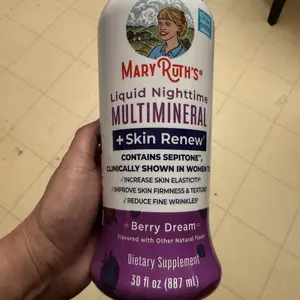 MARY RUTH'S®
Liquid Nighttime
MULTIMINERAL
+Skin Renew
CONTAINS SEPITONE™,
CLINICALLY SHOWN IN WOMEN TO
✓INCREASE SKIN ELASTICITY
✓IMPROVE SKIN FIRMNESS & TEXTURE
✓REDUCE FINE WRINKLES
Berry Dream
Flavored with Other Natural Flavor
Dietary Supplement
30 fl oz (887 mL)